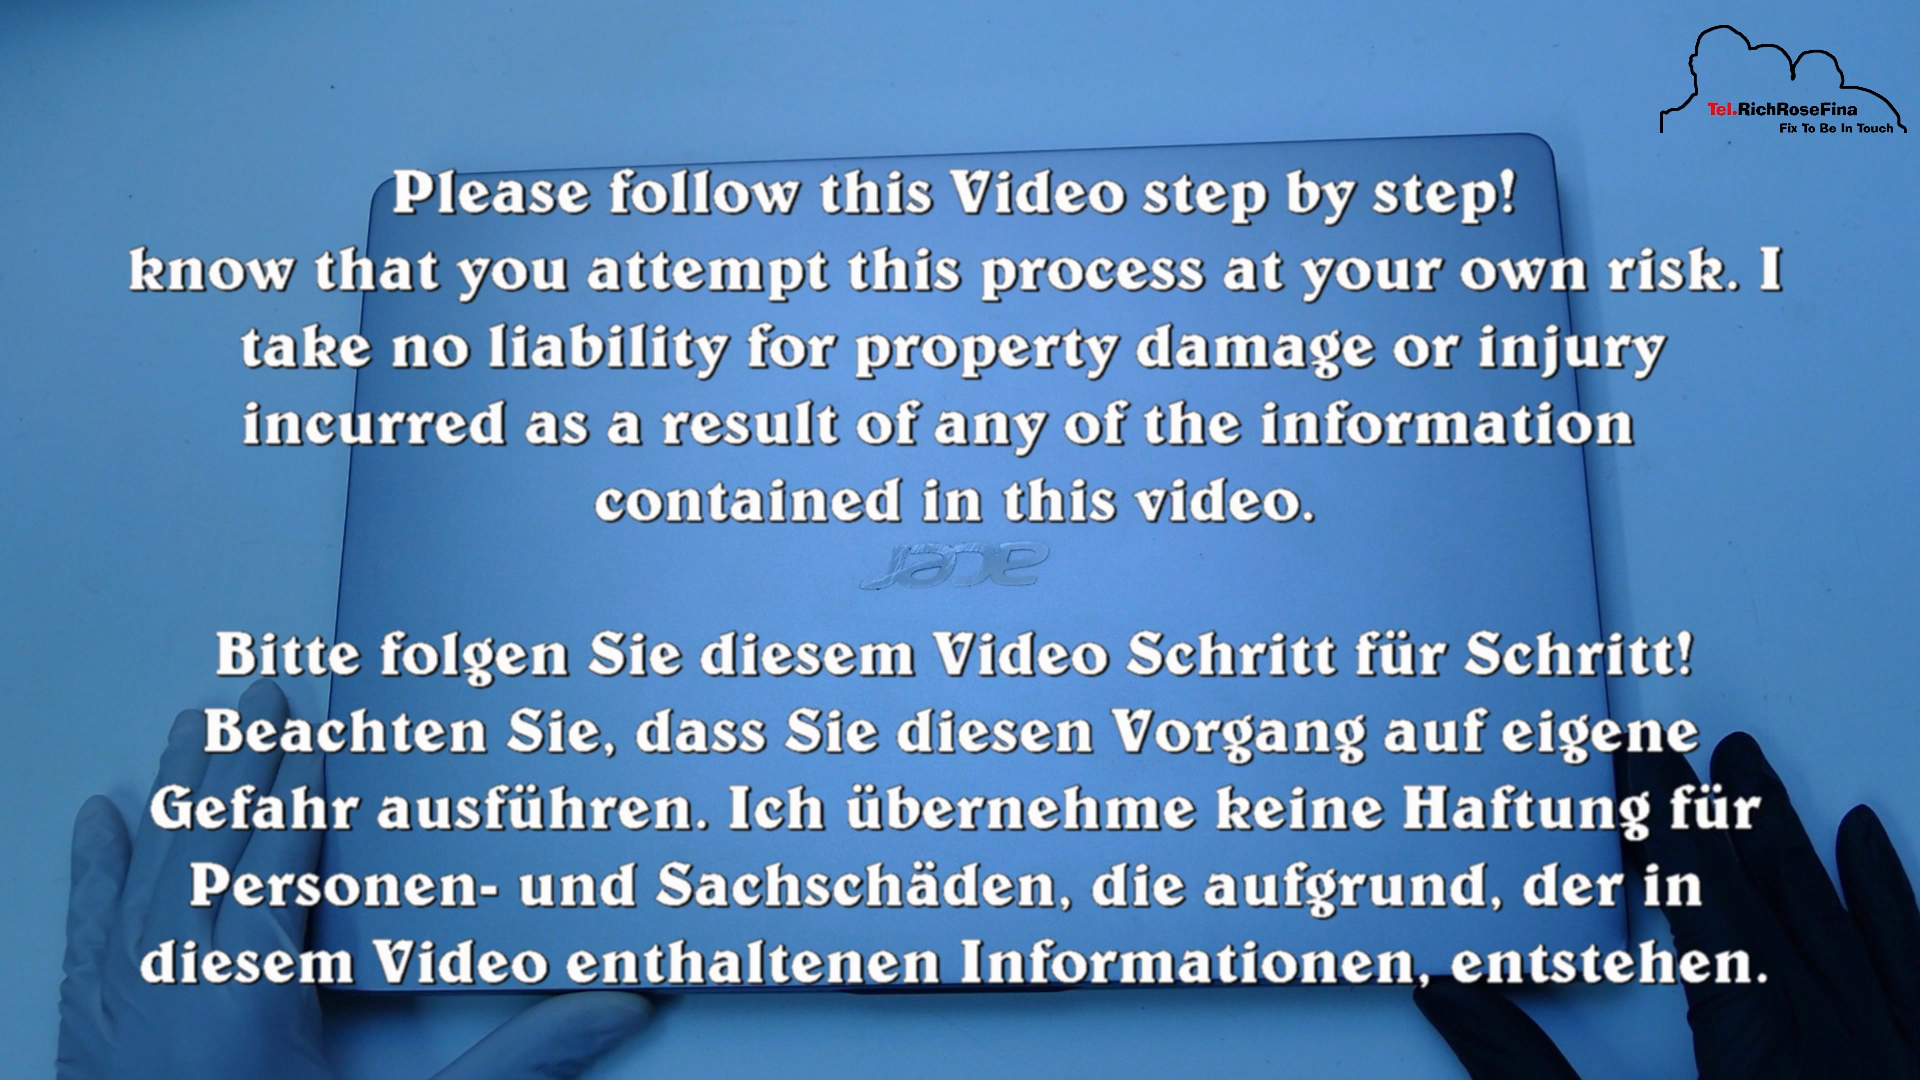 Tel.RichRoseFina
Fix To Be In Touch
Please follow this Video step by step!
know that you attempt this process at your own risk. I
take no liability for property damage or injury
incurred as a result of any of the information
contained in this video.
acer
Bitte folgen Sie diesem Video Schritt für Schritt!
Beachten Sie, dass Sie diesen Vorgang auf eigene
Gefahr ausführen. Ich übernehme keine Haftung für
Personen- und Sachschäden, die aufgrund, der in
diesem Video enthaltenen Informationen, entstehen.